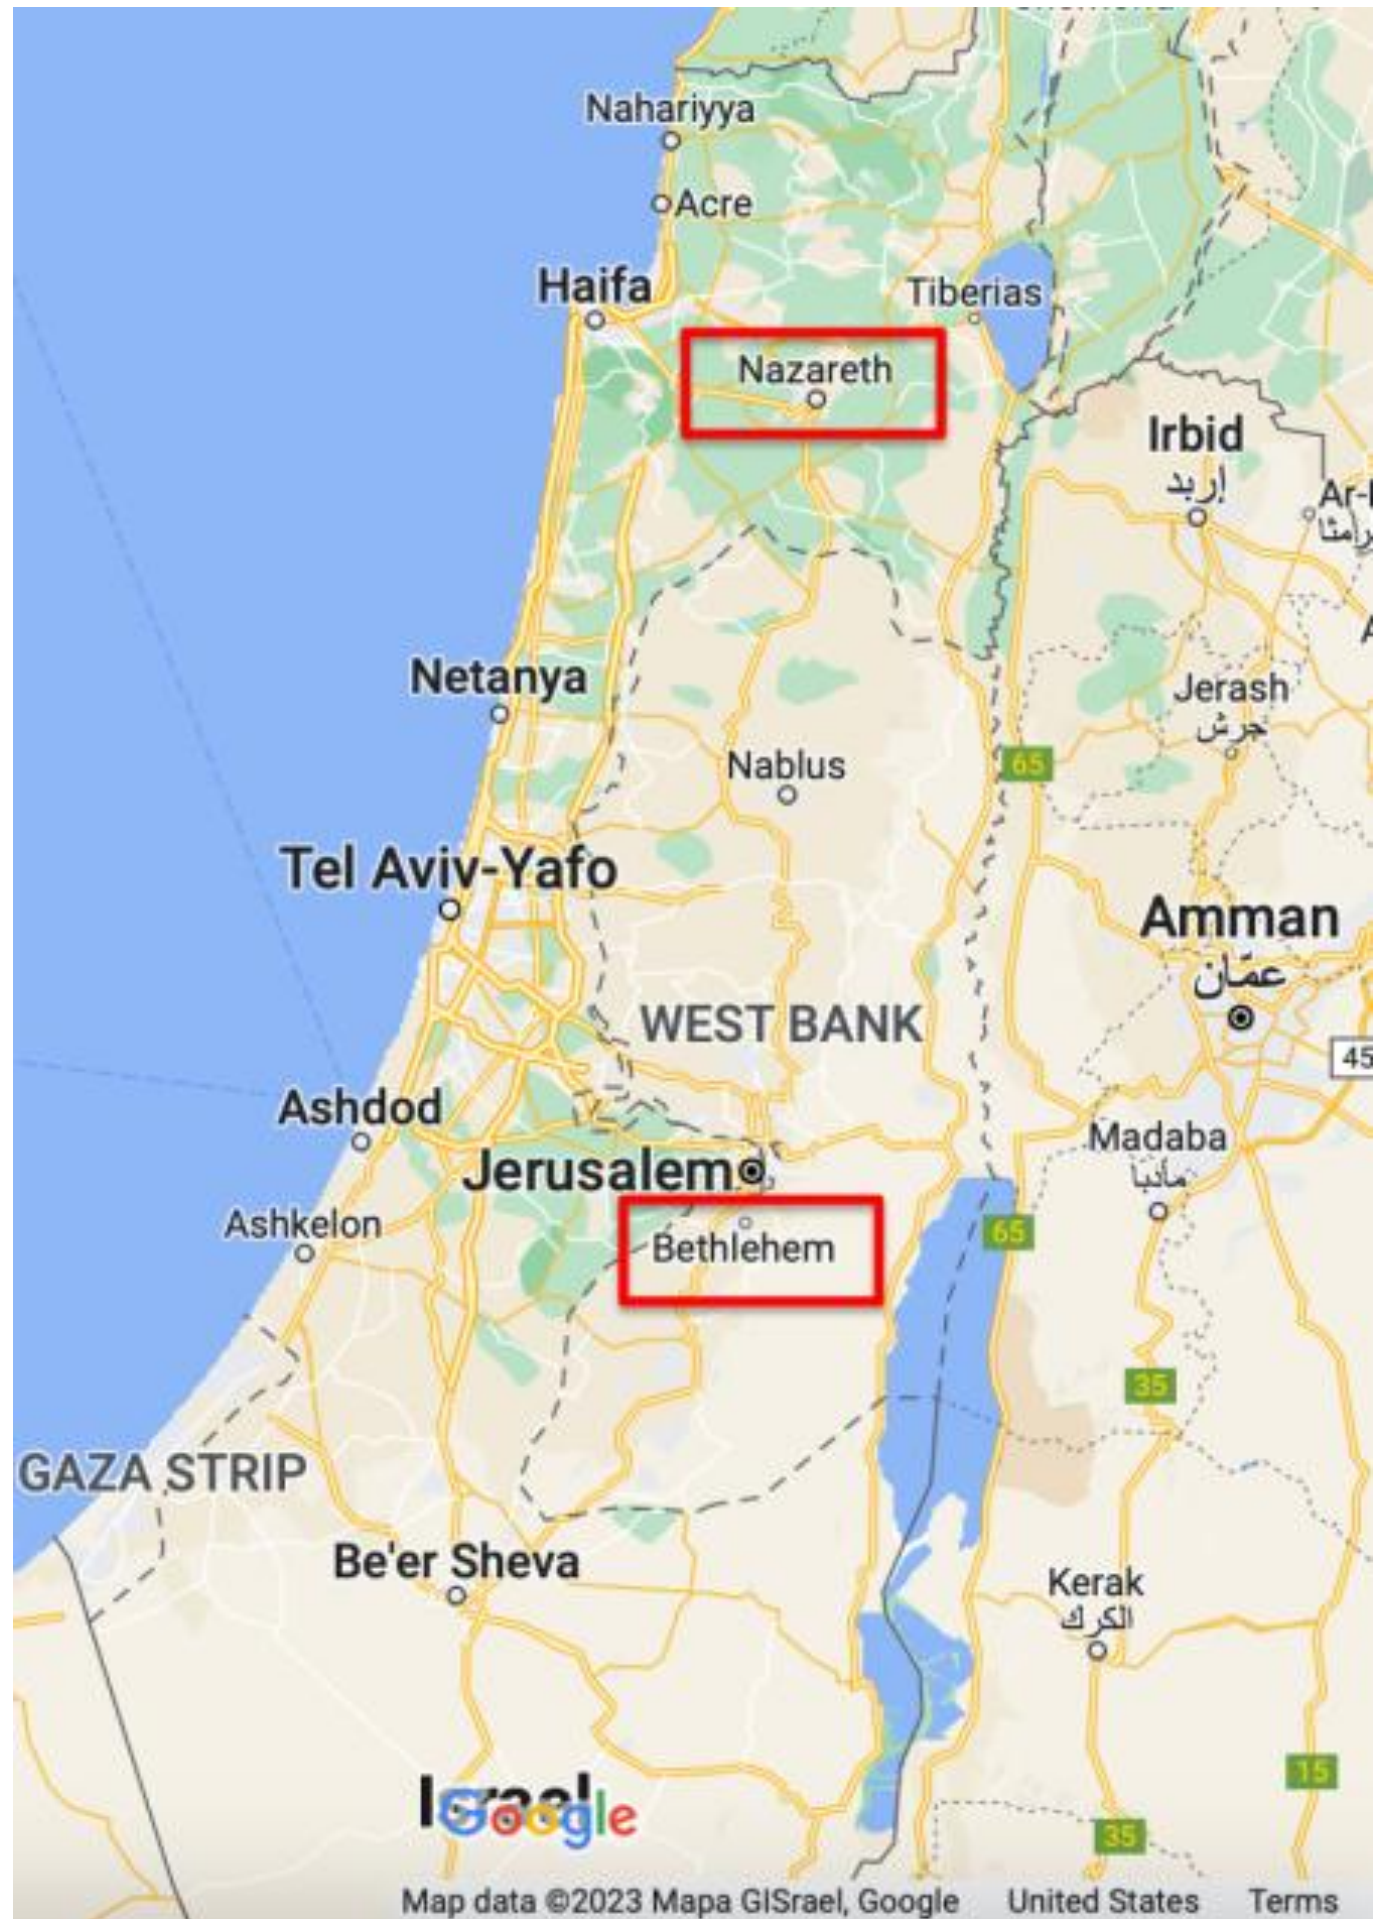 Nahariyya
Acre
Haifa
Tiberias
Nazareth
Irbid
إربد
Netanya
Jerash
جرش
65
Nablus
Tel Aviv-Yafo
Amman
عمّان
WEST BANK
45
Ashdod
Madaba
مادبا
Jerusalem
Ashkelon
65
Bethlehem
35
GAZA STRIP
Be'er Sheva
Kerak
الكرك
15
Israel
Google
35
Map data ©2023 Mapa GISrael, Google United States Terms